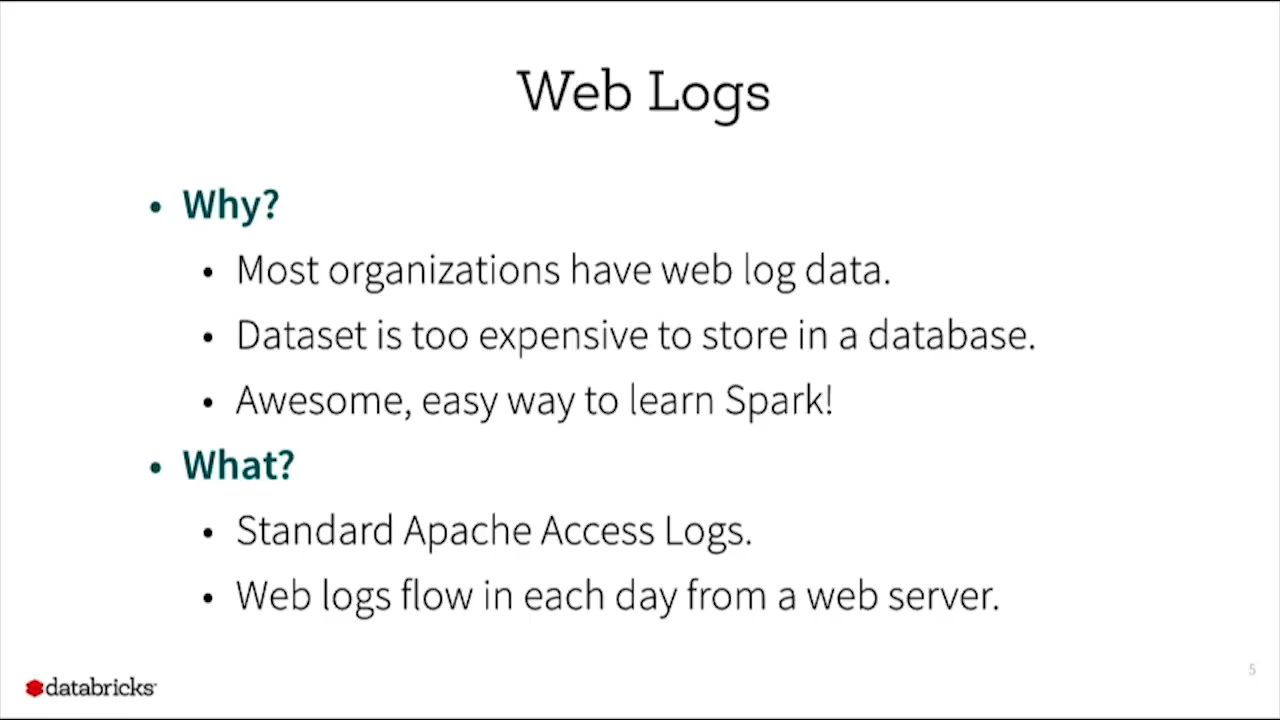 Web Logs
• Why?
• Most organizations have web log data.
• Dataset is too expensive to store in a database.
• Awesome, easy way to learn Spark!
• What?
• Standard Apache Access Logs.
• Web logs flow in each day from a web server.
5
databricks